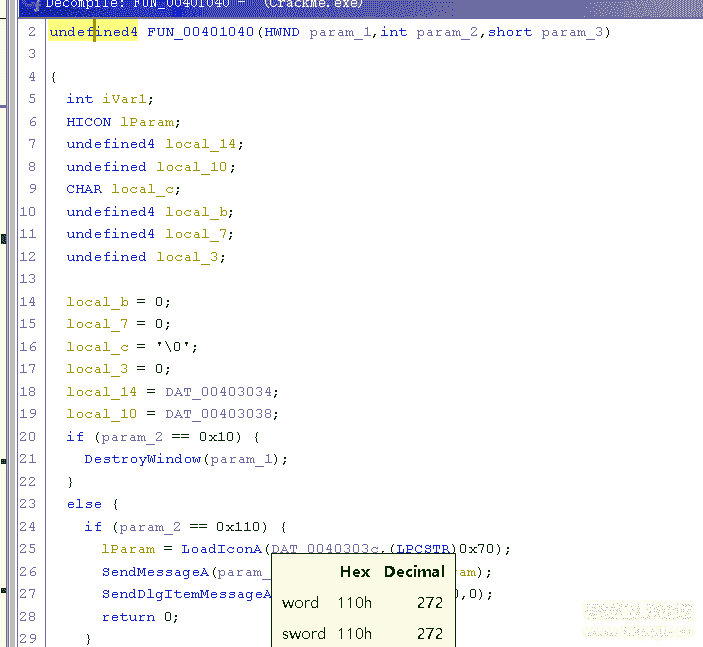 Decompile: FUN_00401040 - (CrackMe.exe)
2 undefined4 FUN_00401040(HWND param_1,int param_2,short param_3)
3
4 {
5 int iVar1;
6 HICON lParam;
7 undefined4 local_14;
8 undefined local_10;
9 CHAR local_c;
10 undefined4 local_b;
11 undefined4 local_7;
12 undefined local_3;
13
14 local_b = 0;
15 local_7 = 0;
16 local_c = '\0';
17 local_3 = 0;
18 local_14 = DAT_00403034;
19 local_10 = DAT_00403038;
20 if (param_2 == 0x10) {
21 DestroyWindow(param_1);
22 }
23 else {
24 if (param_2 == 0x110) {
25 lParam = LoadIconA(DAT_0040303c,(LPCSTR)0x70);
26 SendMessageA(param_ am);
27 SendDlgItemMessageA ,0);
28 return 0;
29 }
Hex Decimal
word 110h 272
sword 110h 272